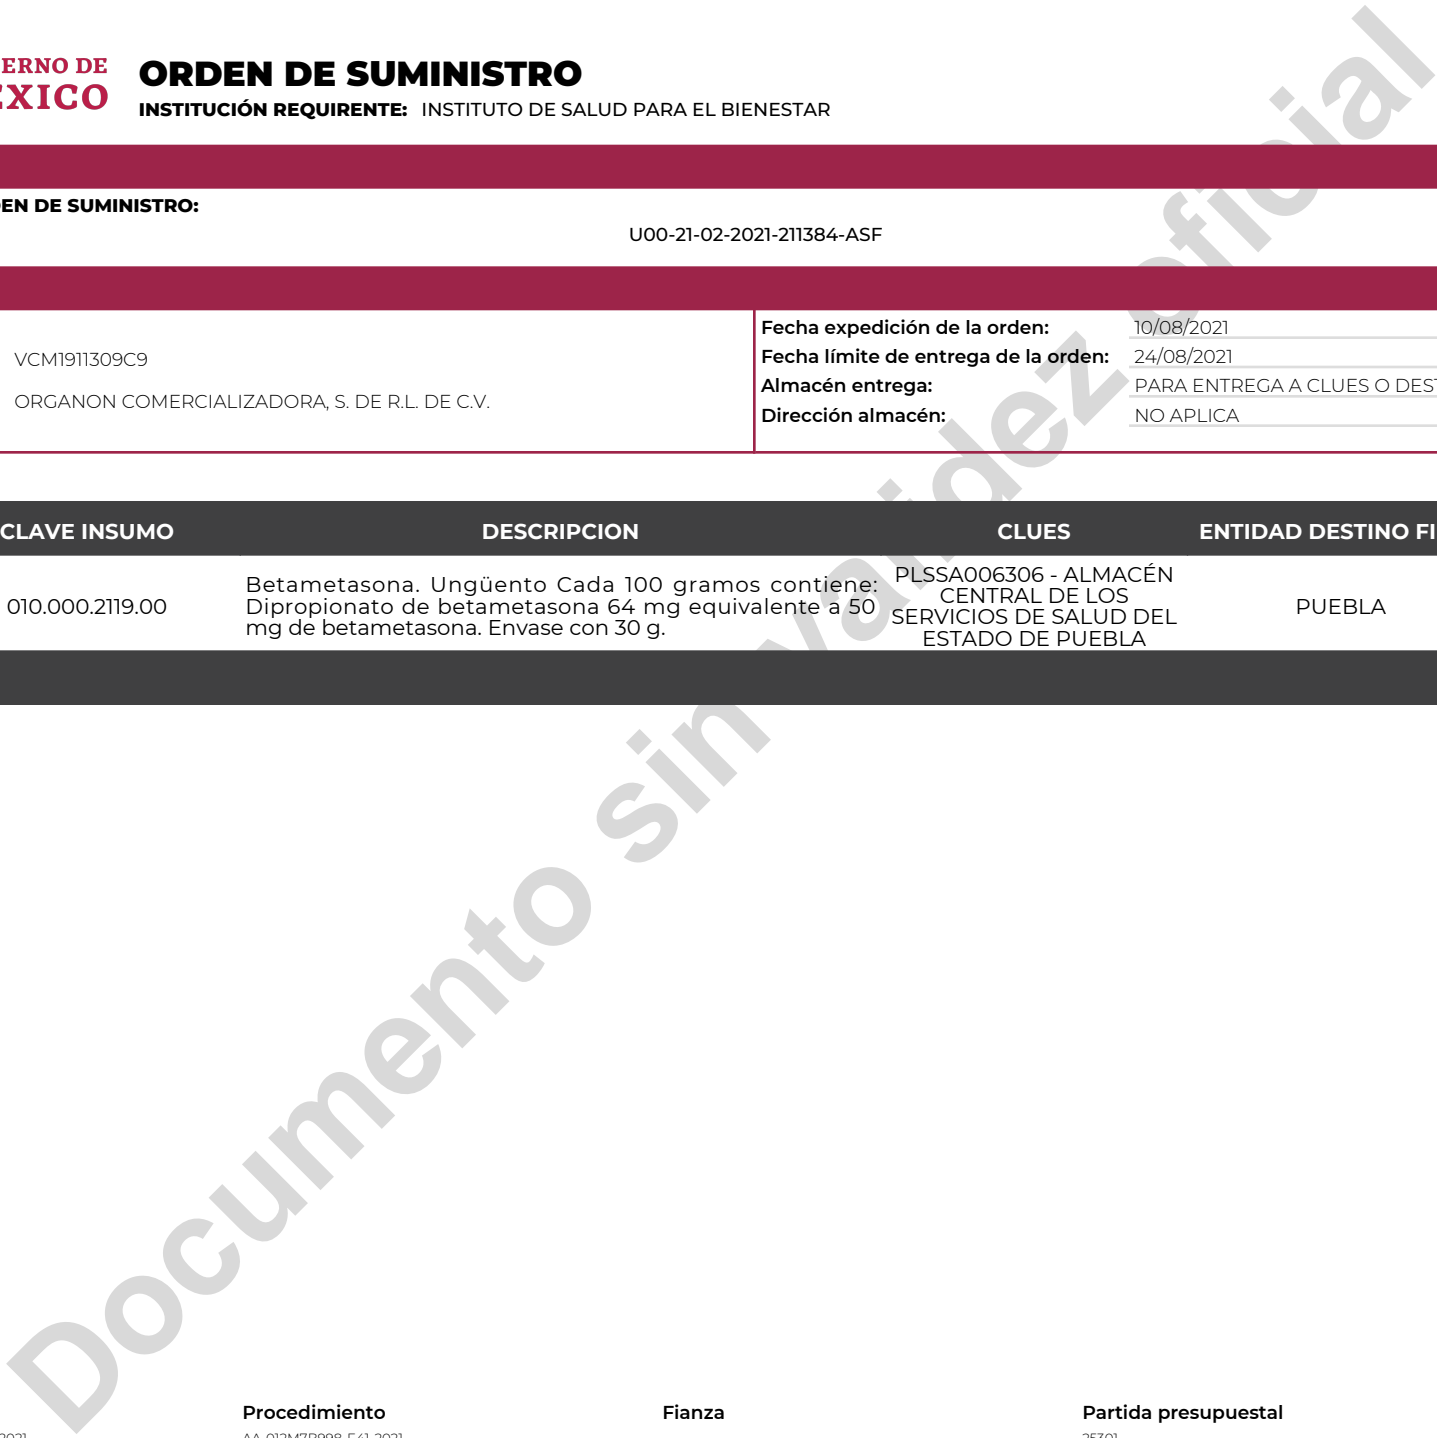 ERNO DE
EXICO
ORDEN DE SUMINISTRO
INSTITUCIÓN REQUIRENTE: INSTITUTO DE SALUD PARA EL BIENESTAR
EN DE SUMINISTRO:
U00-21-02-2021-211384-ASF
VCM1911309C9
ORGANON COMERCIALIZADORA, S. DE R.L. DE C.V.
Fecha expedición de la orden: 10/08/2021
Fecha límite de entrega de la orden: 24/08/2021
Almacén entrega: PARA ENTREGA A CLUES O DEST
Dirección almacén: NO APLICA
CLAVE INSUMO DESCRIPCION CLUES ENTIDAD DESTINO FI
010.000.2119.00
Betametasona. Ungüento Cada 100 gramos contiene:
Dipropionato de betametasona 64 mg equivalente a 50
mg de betametasona. Envase con 30 g.
PLSSA006306 - ALMACÉN
CENTRAL DE LOS
SERVICIOS DE SALUD DEL
ESTADO DE PUEBLA
PUEBLA
Documento sin validez oficial
Procedimiento Fianza Partida presupuestal